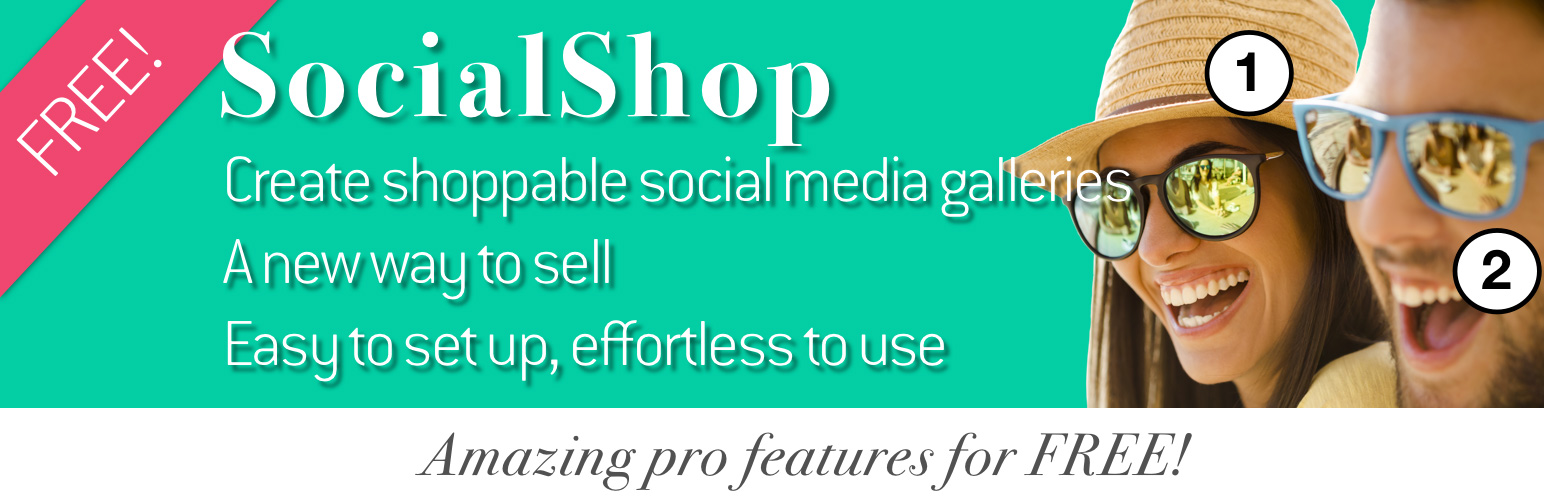 FREE!
SocialShop
Create shoppable social media galleries
A new way to sell
Easy to set up, effortless to use
1
2
Amazing pro features for FREE!